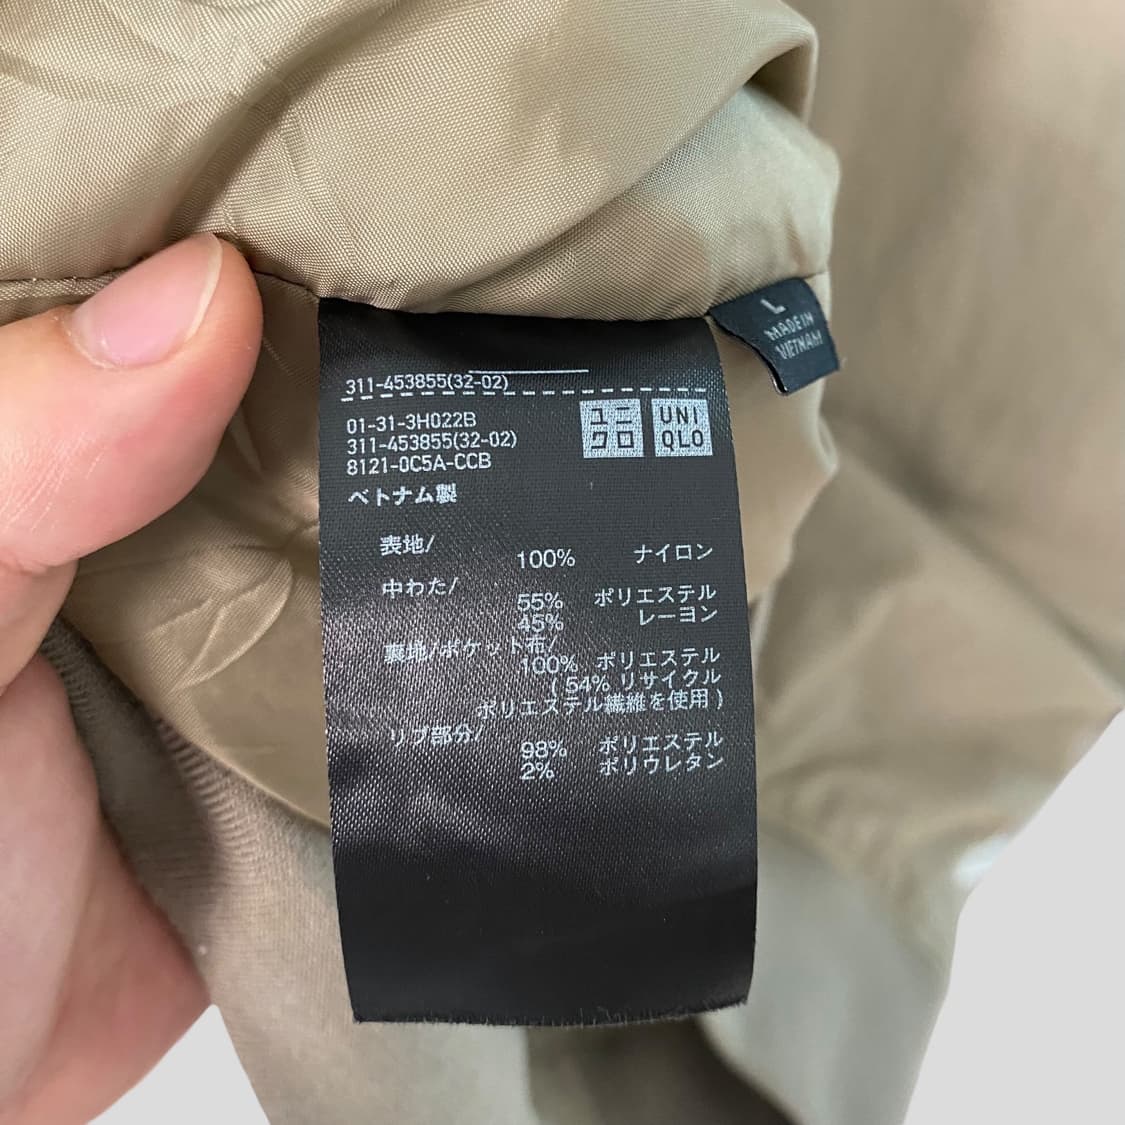 311-453855(32-02)
01-31-3H022B
311-453855(32-02)
8121-0C5A-CCB
ユニ
クロ
UNI
QLO
ベトナム製
表地/
100% ナイロン
中わた/
55% ポリエステル
45% レーヨン
裏地/ポケット布/
100% ポリエステル
(54% リサイクル
ポリエステル繊維を使用)
リブ部分/
98% ポリエステル
2% ポリウレタン
L
MADE IN
VIETNAM